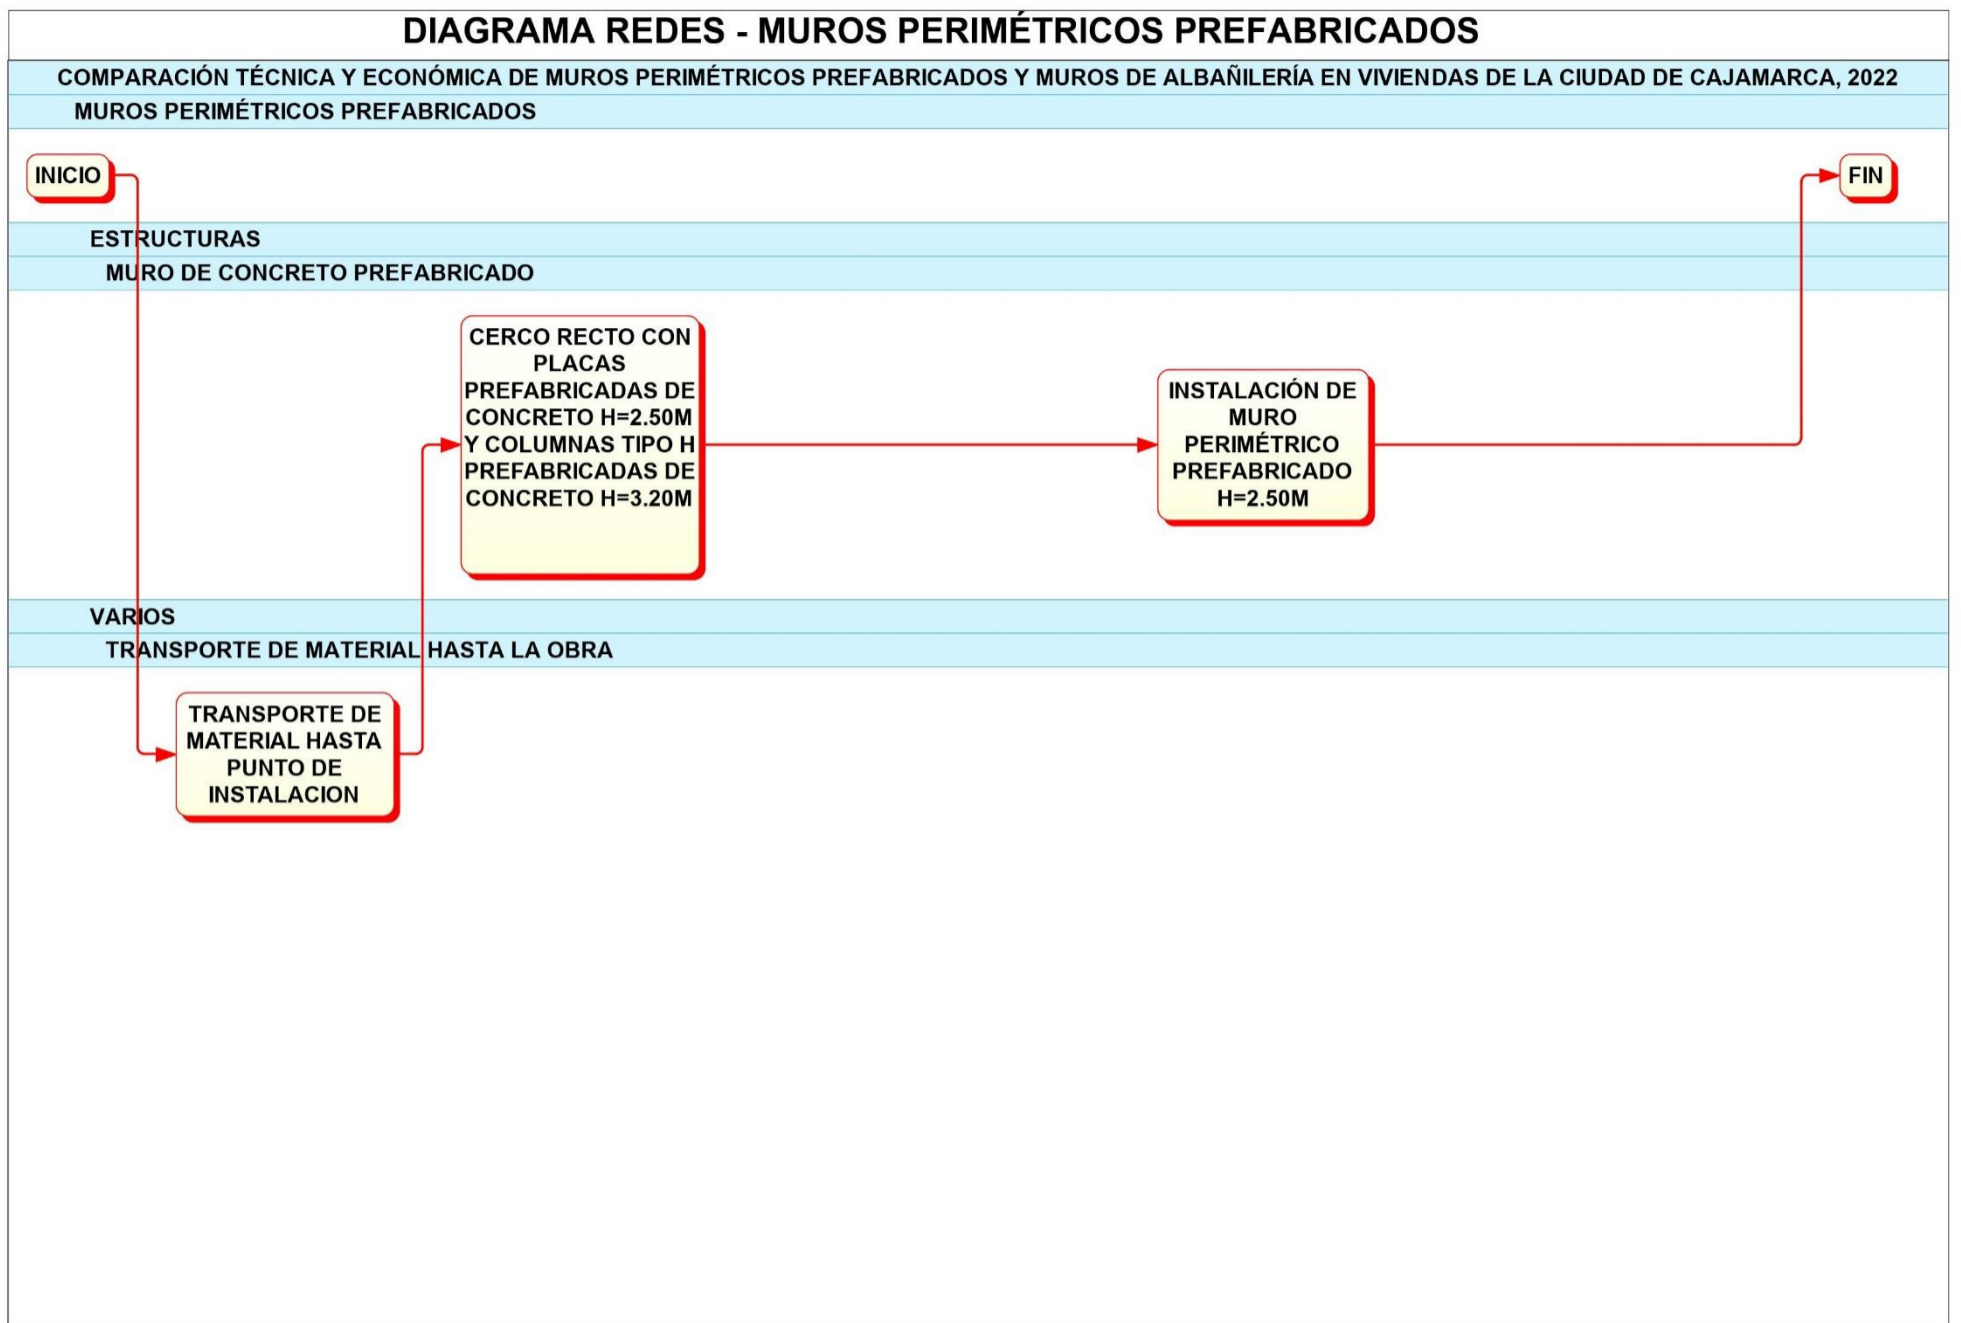 DIAGRAMA REDES - MUROS PERIMÉTRICOS PREFABRICADOS
COMPARACIÓN TÉCNICA Y ECONÓMICA DE MUROS PERIMÉTRICOS PREFABRICADOS Y MUROS DE ALBAÑILERÍA EN VIVIENDAS DE LA CIUDAD DE CAJAMARCA, 2022
MUROS PERIMÉTRICOS PREFABRICADOS
INICIO
FIN
ESTRUCTURAS
MURO DE CONCRETO PREFABRICADO
CERCO RECTO CON
PLACAS
PREFABRICADAS DE
CONCRETO H=2.50M
Y COLUMNAS TIPO H
PREFABRICADAS DE
CONCRETO H=3.20M
INSTALACIÓN DE
MURO
PERIMÉTRICO
PREFABRICADO
H=2.50M
VARIOS
TRANSPORTE DE MATERIAL HASTA LA OBRA
TRANSPORTE DE
MATERIAL HASTA
PUNTO DE
INSTALACION